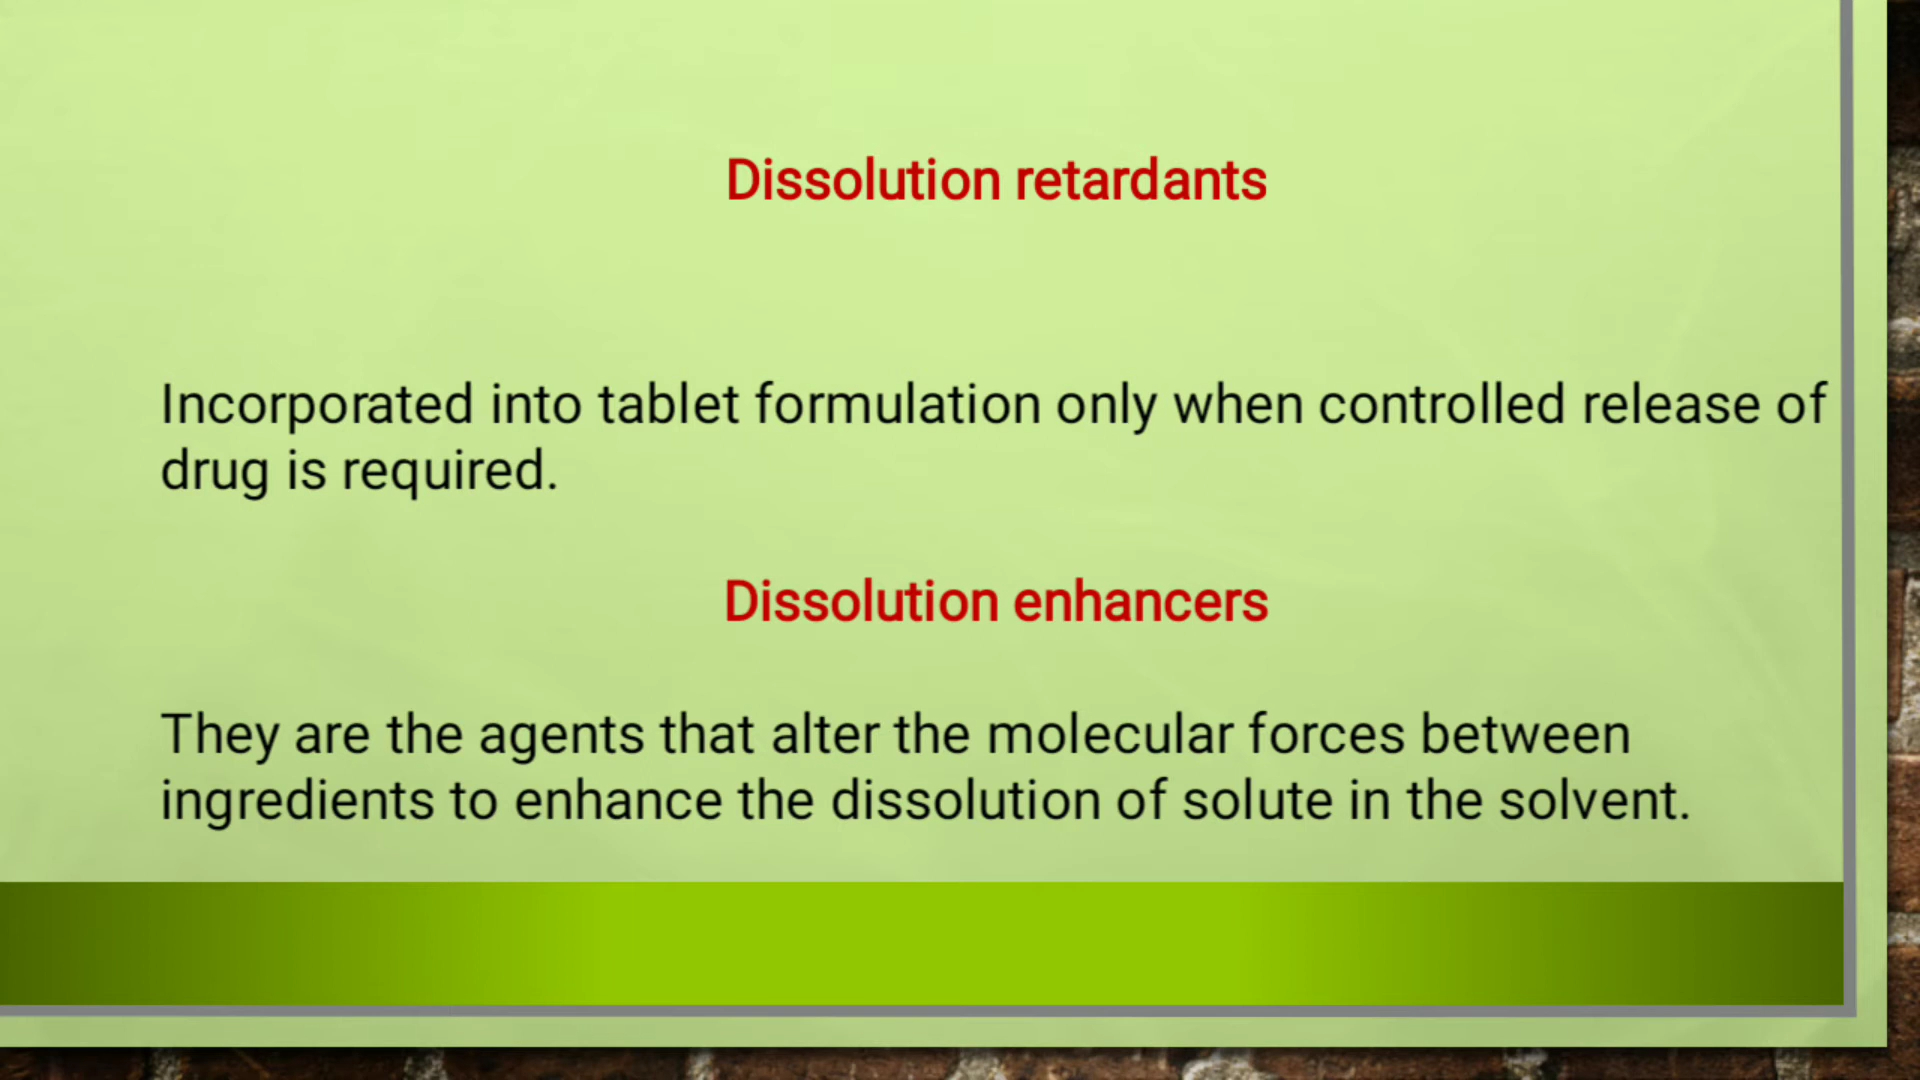 Dissolution retardants
Incorporated into tablet formulation only when controlled release of
drug is required.
Dissolution enhancers
They are the agents that alter the molecular forces between
ingredients to enhance the dissolution of solute in the solvent.